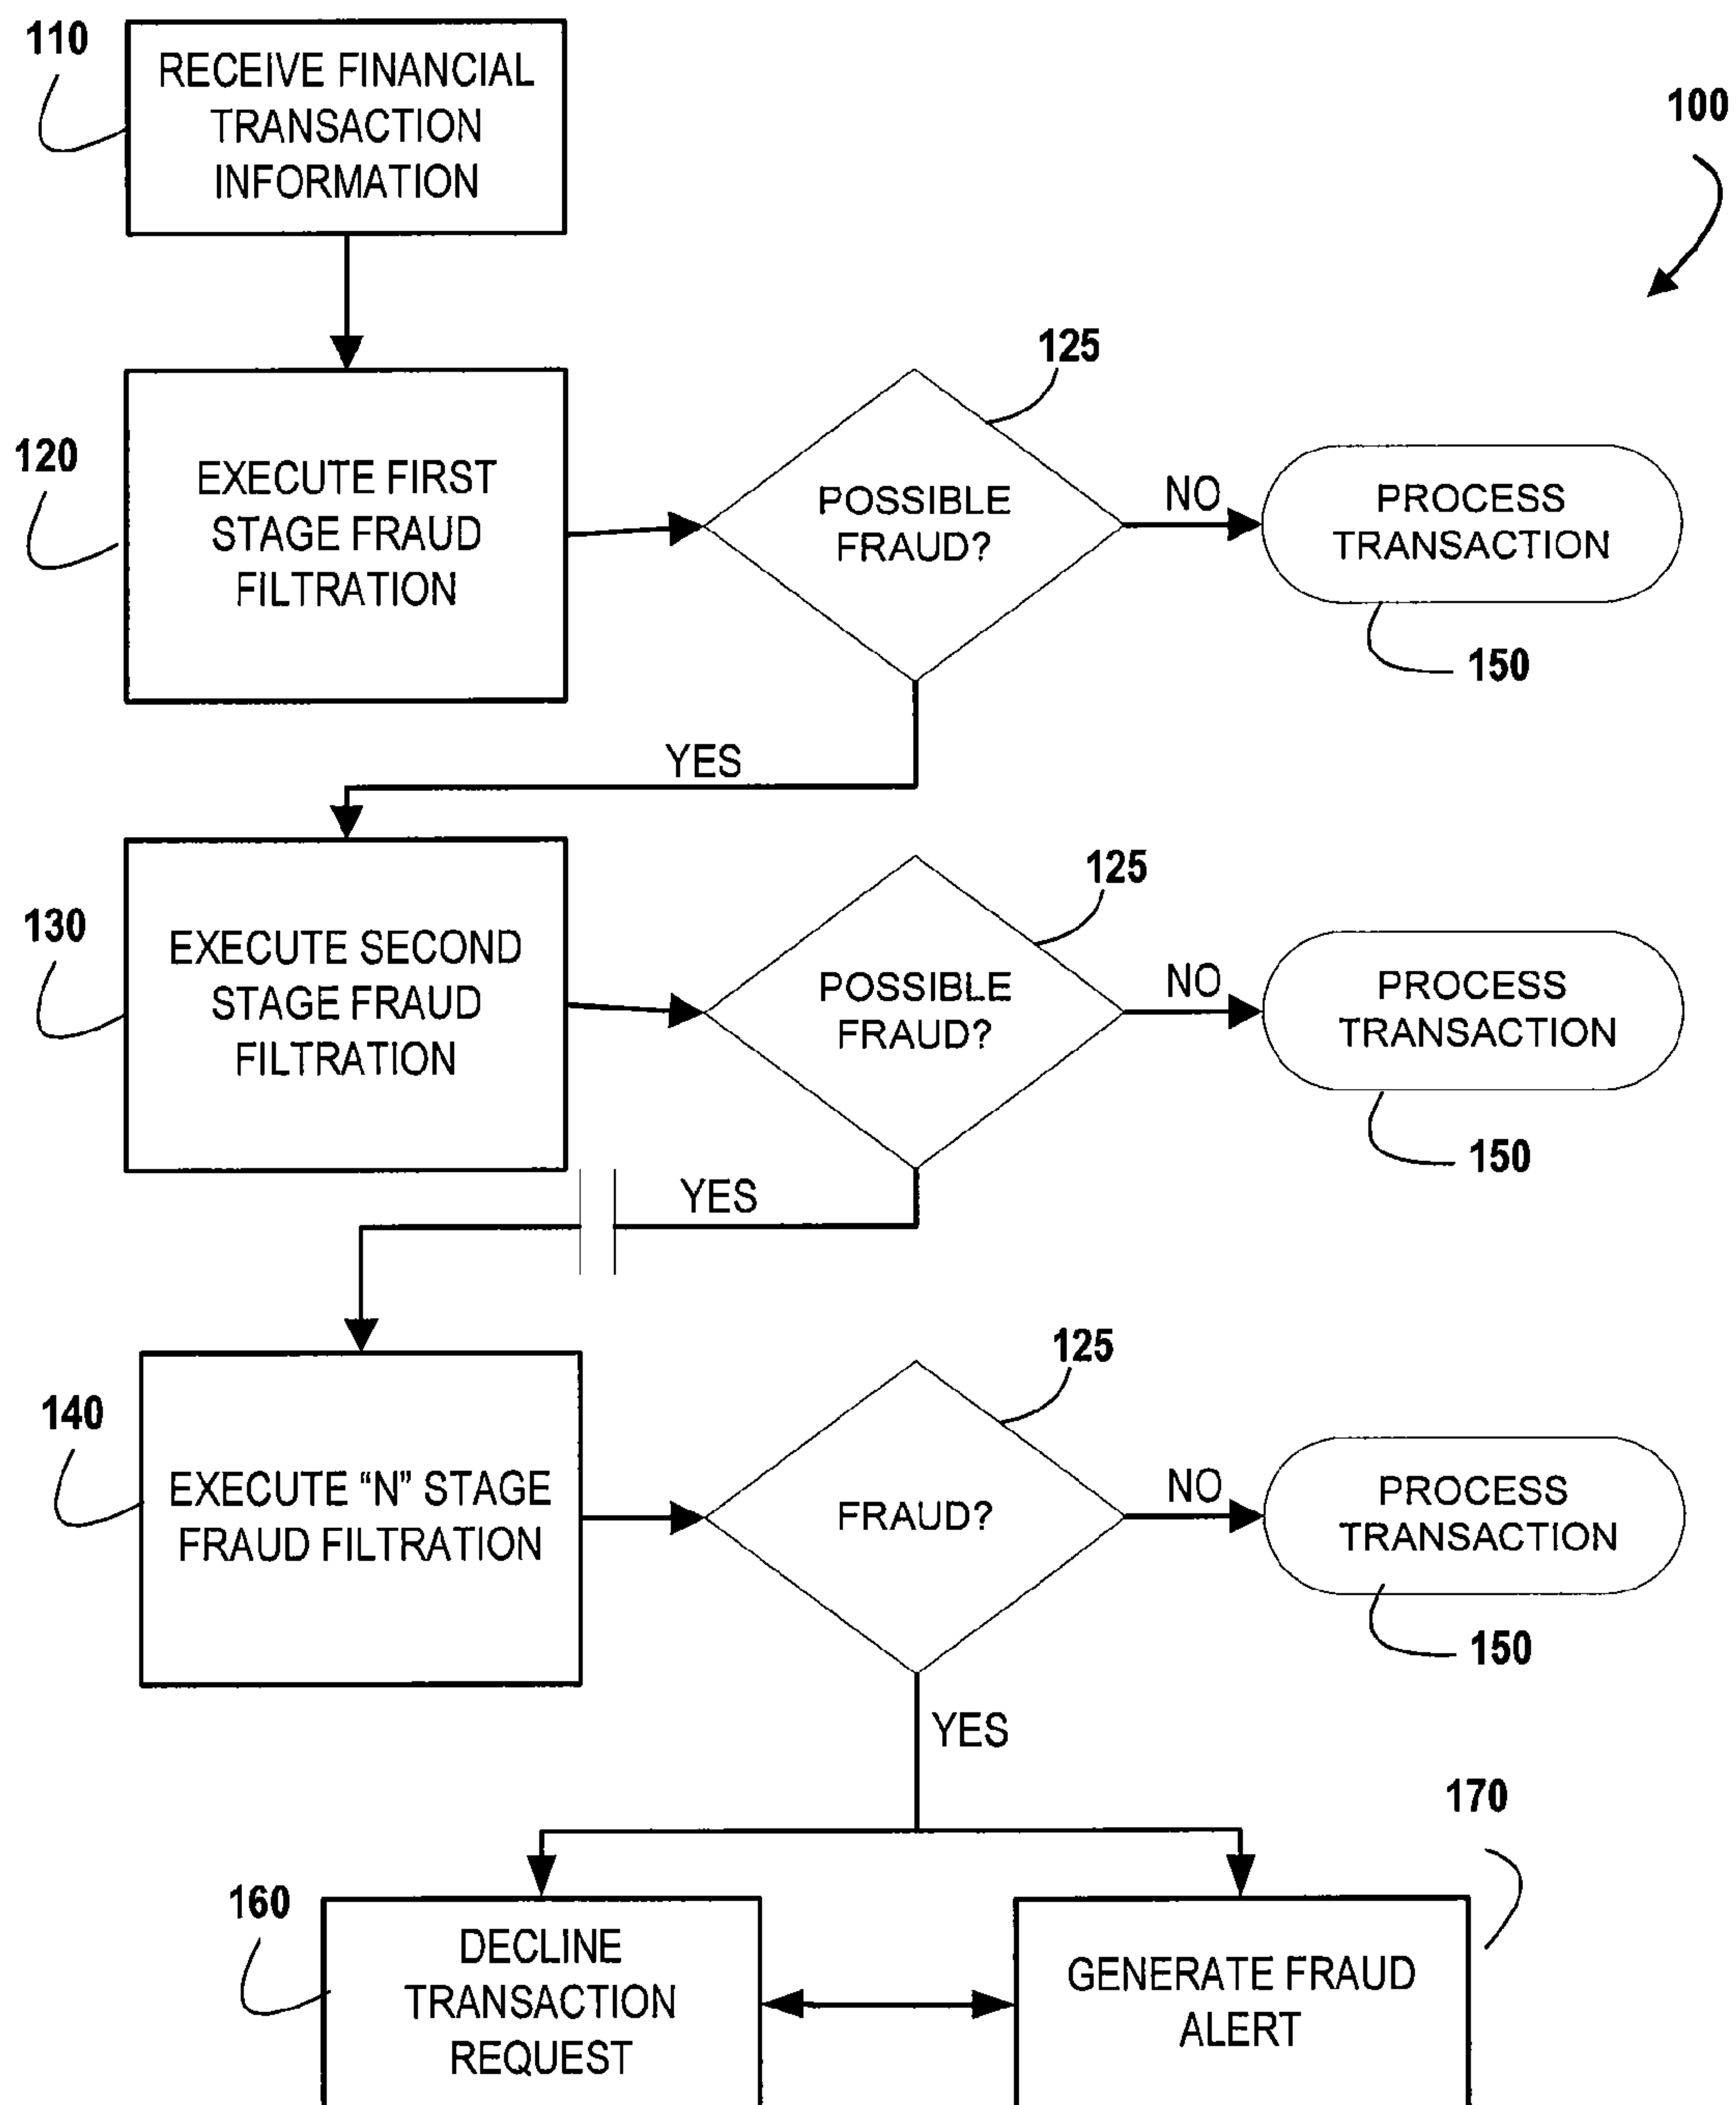 110
RECEIVE FINANCIAL
TRANSACTION
INFORMATION
100
120
EXECUTE FIRST
STAGE FRAUD
FILTRATION
125
POSSIBLE
FRAUD?
NO
PROCESS
TRANSACTION
150
YES
130
EXECUTE SECOND
STAGE FRAUD
FILTRATION
125
POSSIBLE
FRAUD?
NO
PROCESS
TRANSACTION
150
YES
140
EXECUTE “N” STAGE
FRAUD FILTRATION
125
FRAUD?
NO
PROCESS
TRANSACTION
150
YES
160
DECLINE
TRANSACTION
REQUEST
170
GENERATE FRAUD
ALERT